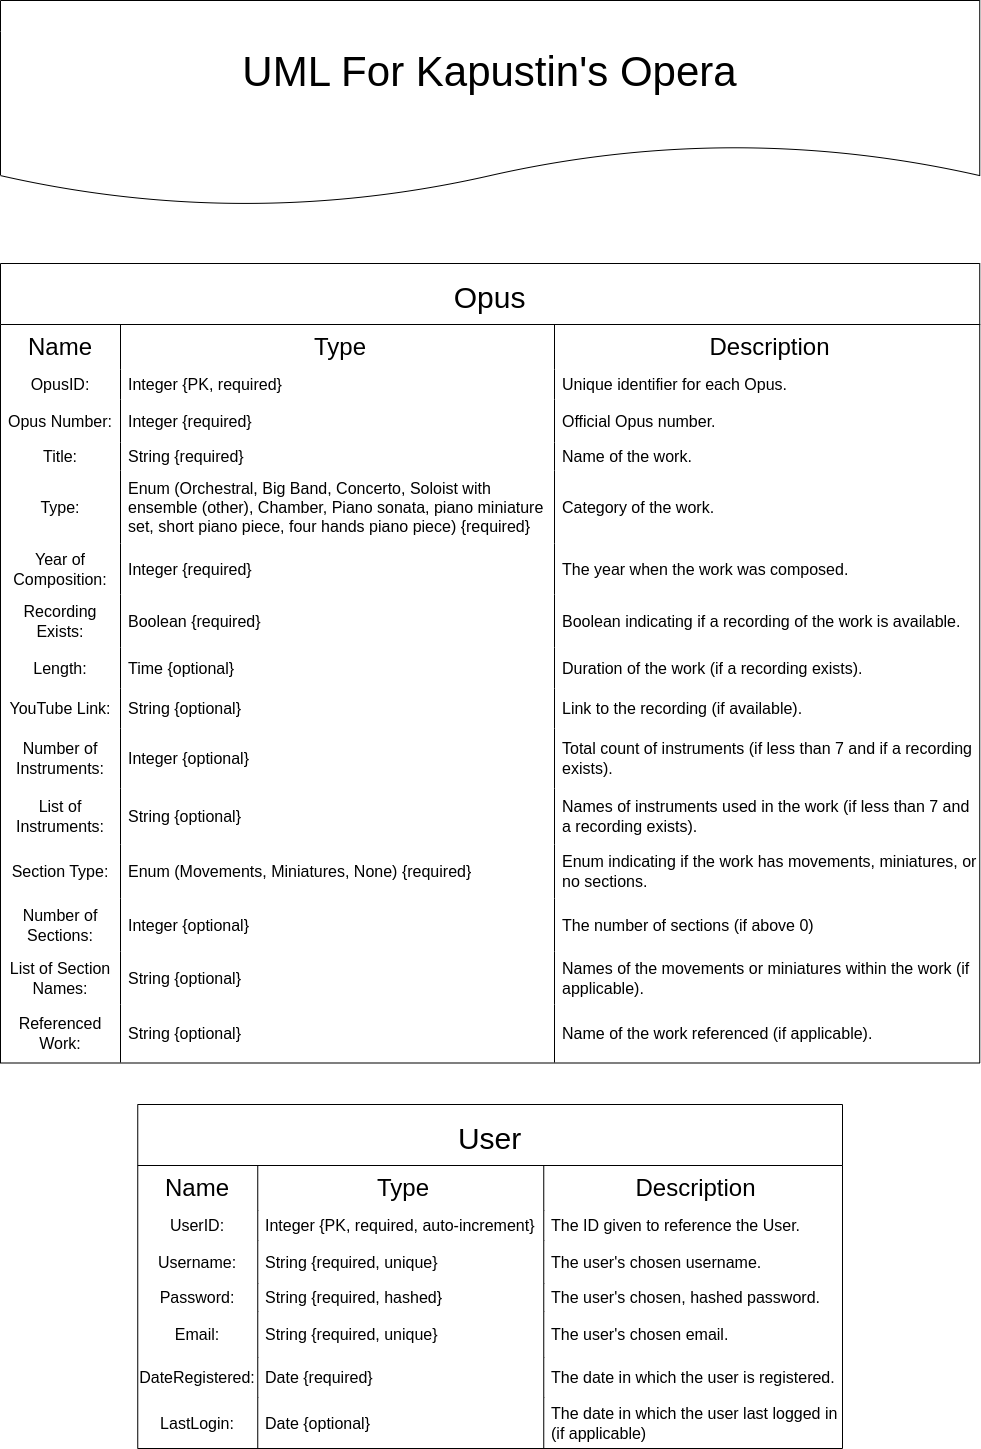 UML For Kapustin's Opera
Opus
Name Type Description
OpusID: Integer {PK, required} Unique identifier for each Opus.
Opus Number: Integer {required} Official Opus number.
Title: String {required} Name of the work.
Type:
Enum (Orchestral, Big Band, Concerto, Soloist with
ensemble (other), Chamber, Piano sonata, piano miniature
set, short piano piece, four hands piano piece) {required}
Category of the work.
Year of
Composition:
Integer {required}
The year when the work was composed.
Recording
Exists:
Boolean {required}
Boolean indicating if a recording of the work is available.
Length: Time {optional} Duration of the work (if a recording exists).
YouTube Link: String {optional} Link to the recording (if available).
Number of
Instruments:
Integer {optional}
Total count of instruments (if less than 7 and if a recording
exists).
List of
Instruments:
String {optional}
Names of instruments used in the work (if less than 7 and
a recording exists).
Section Type:
Enum (Movements, Miniatures, None) {required}
Enum indicating if the work has movements, miniatures, or
no sections.
Number of
Sections:
Integer {optional}
The number of sections (if above 0)
List of Section
Names:
String {optional}
Names of the movements or miniatures within the work (if
applicable).
Referenced
Work:
String {optional}
Name of the work referenced (if applicable).
User
Name Type Description
UserID: Integer {PK, required, auto-increment} The ID given to reference the User.
Username: String {required, unique} The user's chosen username.
Password: String {required, hashed} The user's chosen, hashed password.
Email: String {required, unique} The user's chosen email.
DateRegistered: Date {required} The date in which the user is registered.
LastLogin: Date {optional}
The date in which the user last logged in
(if applicable)